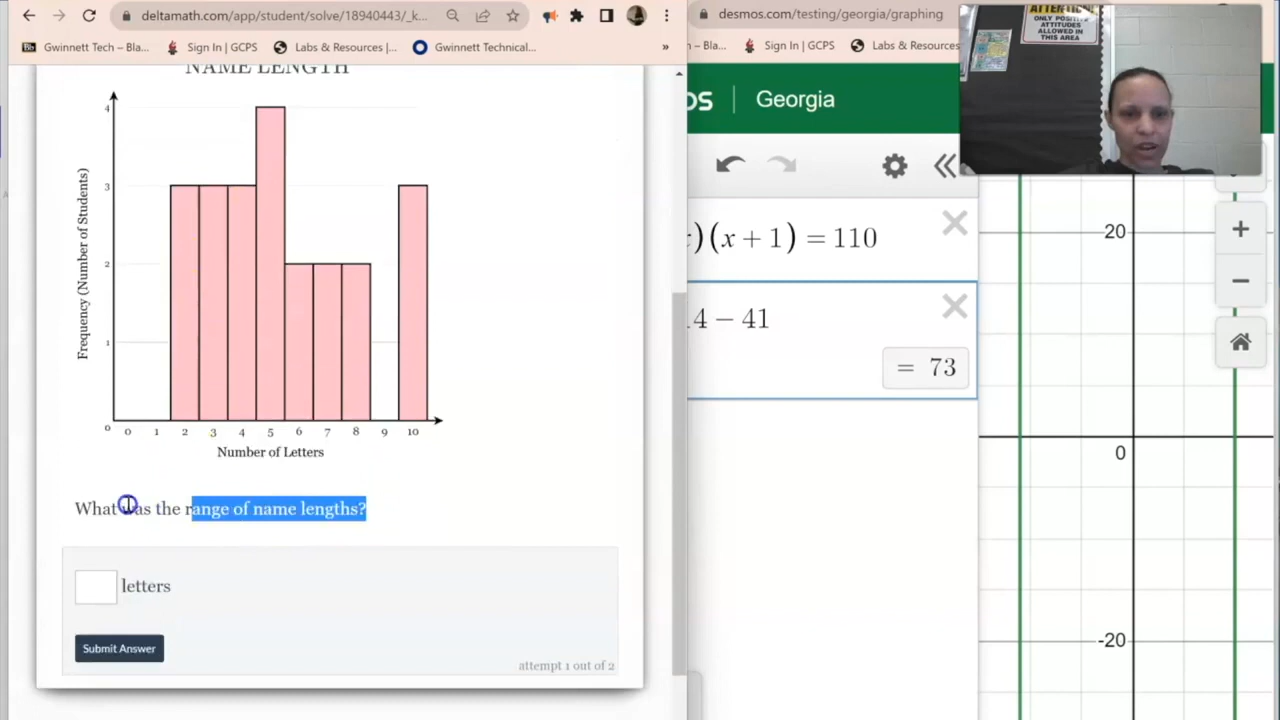 deltamath.com/app/student/solve/18940443/_k...
desmos.com/testing/georgia/graphing
Gwinnett Tech – Bla...
Sign In | GCPS
Labs & Resources |...
Gwinnett Technical...
»
– Bla...
Sign In | GCPS
Labs & Resources
ATTENTION
ONLY POSITIVE
ATTITUDES
ALLOWED IN
THIS AREA
NAME LENGTH
Frequency (Number of Students)
4
3
2
1
0
0 1 2 3 4 5 6 7 8 9 10
Number of Letters
What was the range of name lengths?
letters
Submit Answer
attempt 1 out of 2
os | Georgia
)(x + 1) = 110
4 − 41
= 73
20
0
-20
+
−